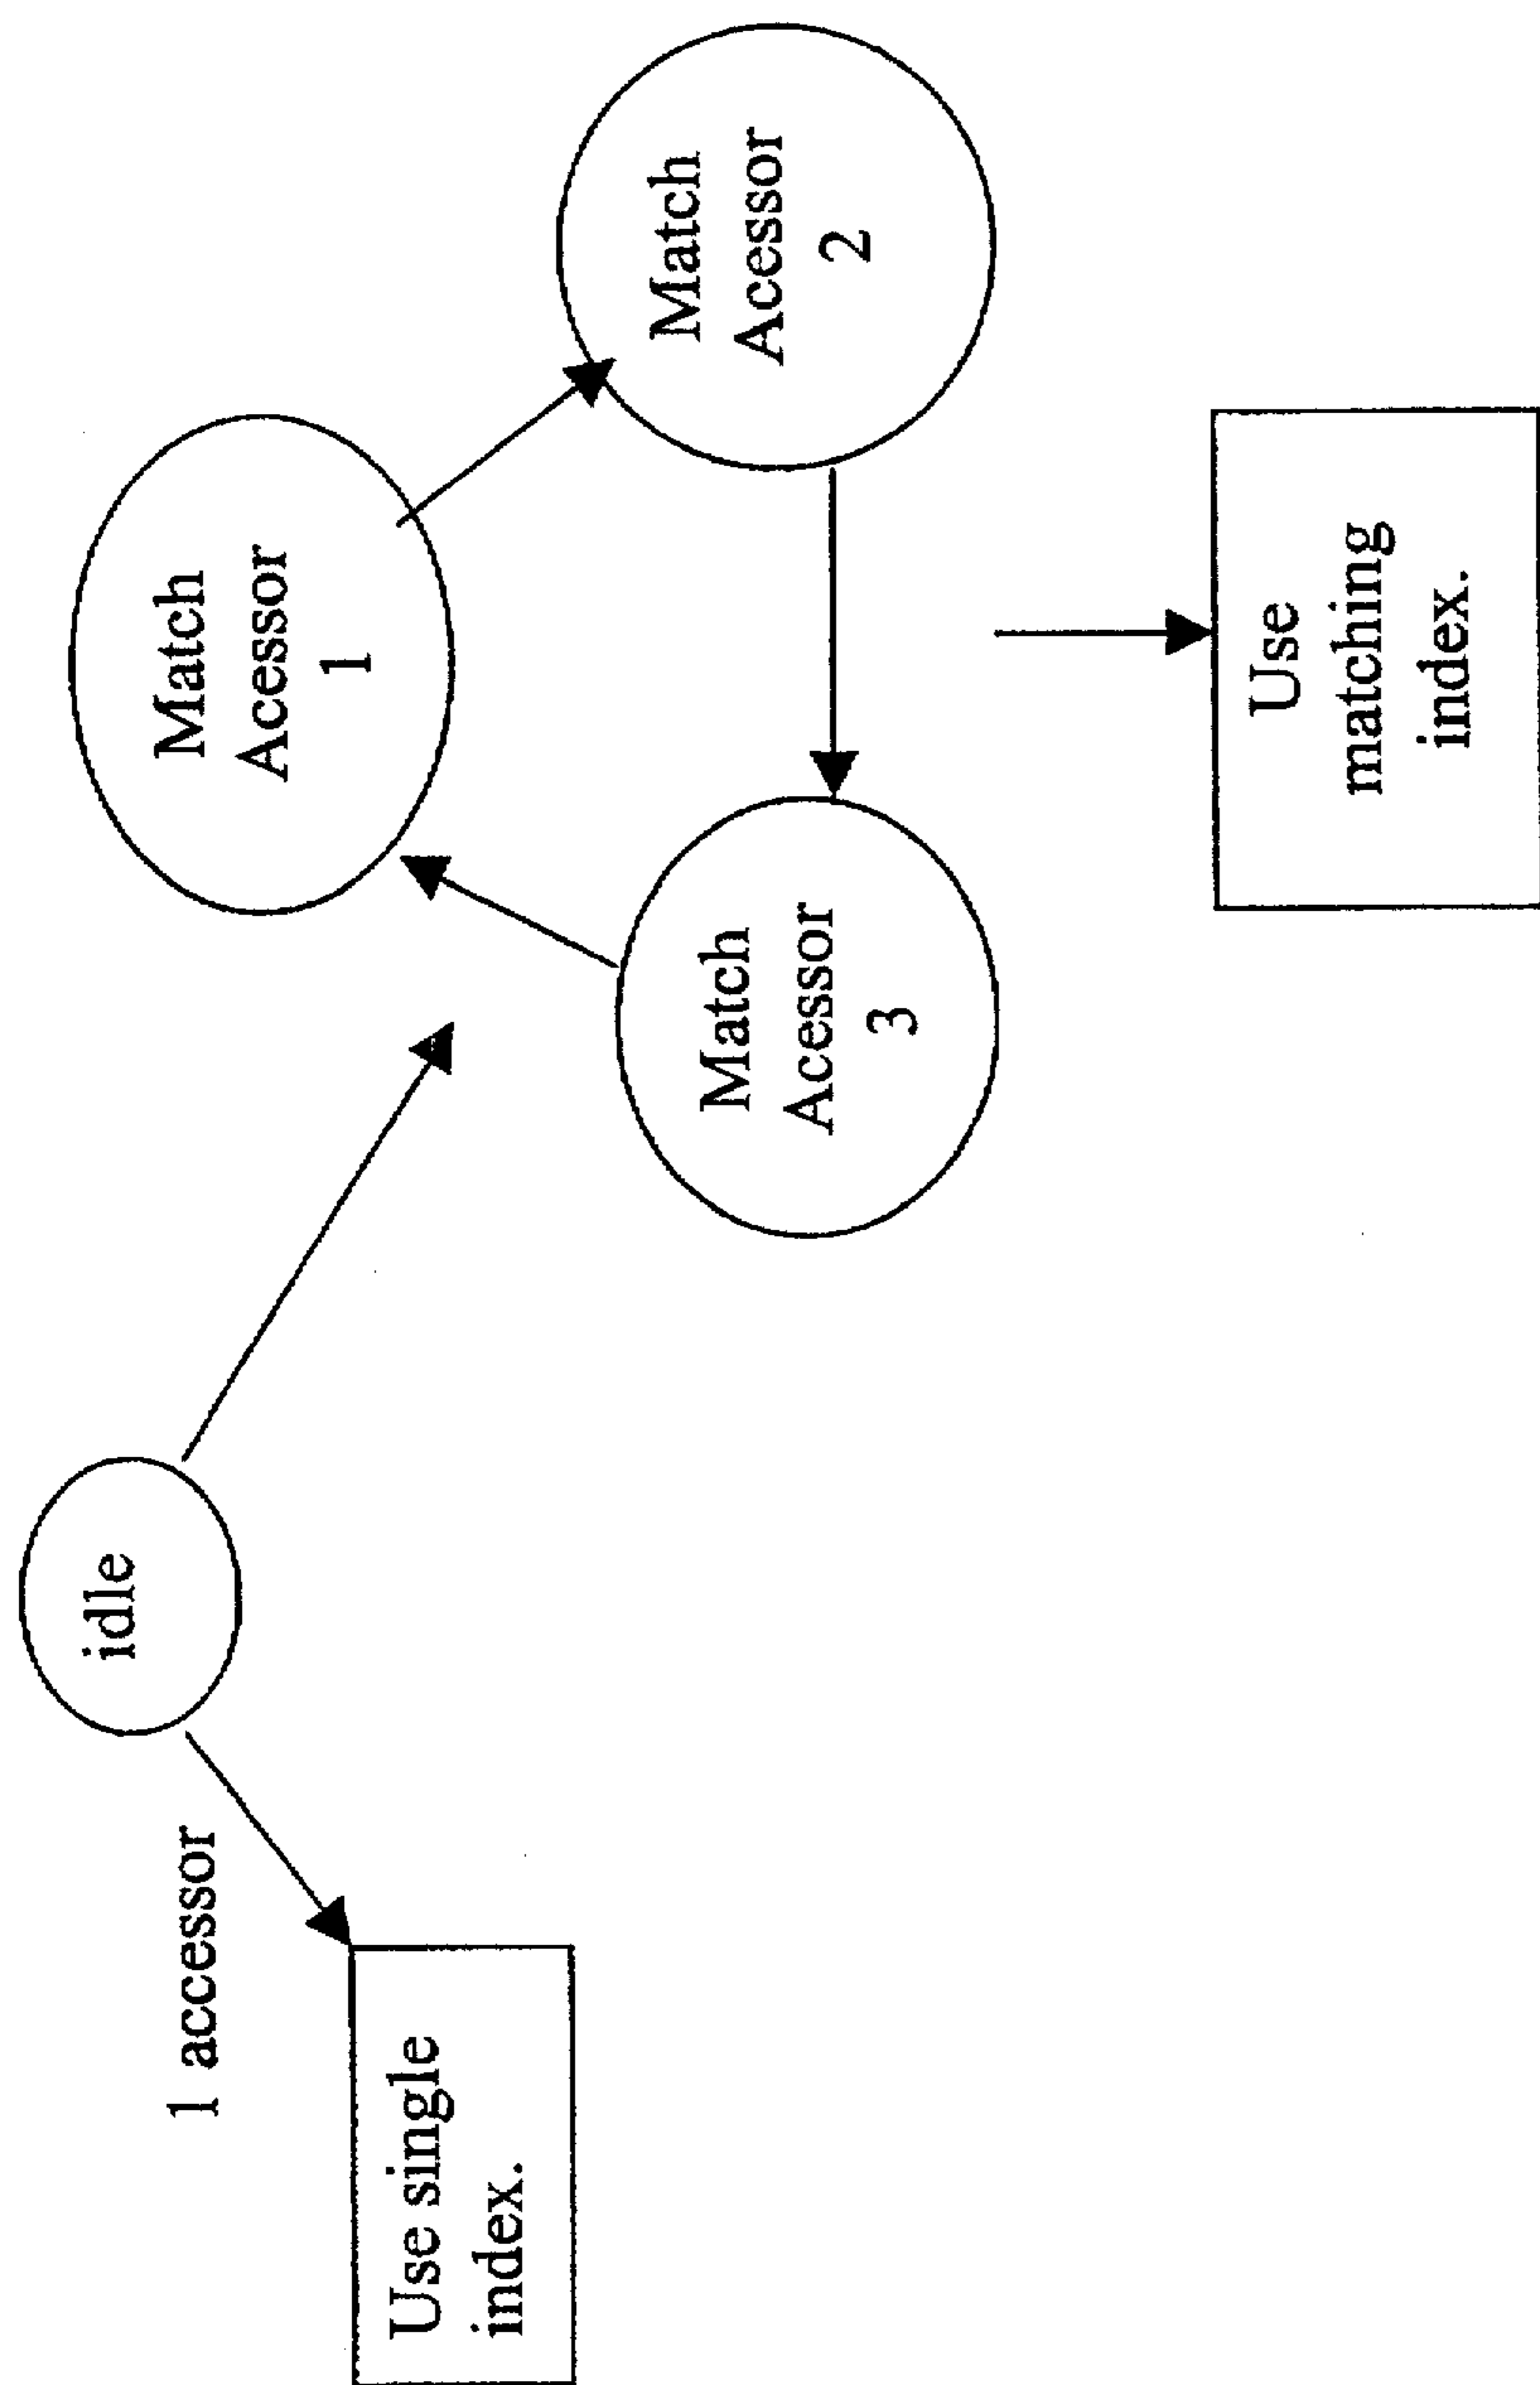 1 accessor
Use single
index.
idle
Match
Acessor
3
Match
Acessor
1
Match
Acessor
2
Use
matching
index.